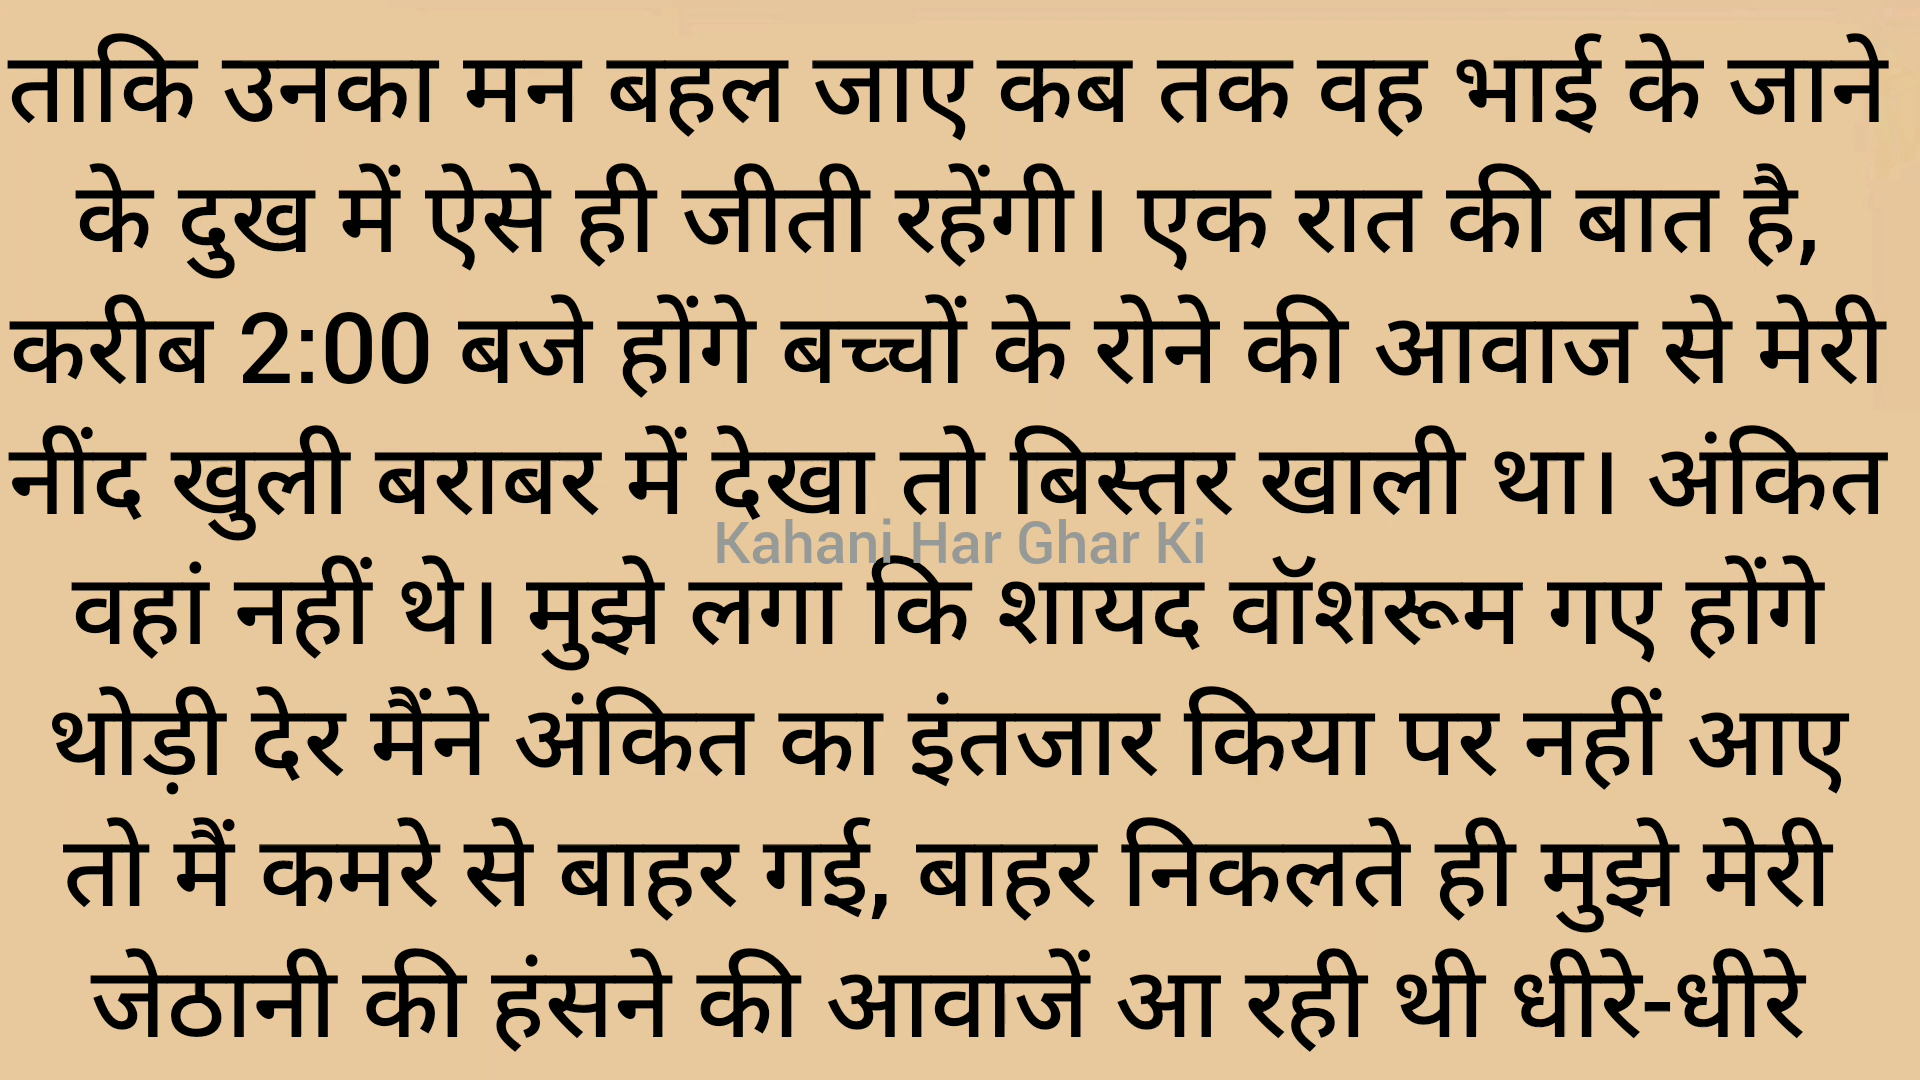 ताकि उनका मन बहल जाए कब तक वह भाई के जाने
के दुख में ऐसे ही जीती रहेंगी। एक रात की बात है,
करीब 2:00 बजे होंगे बच्चों के रोने की आवाज से मेरी
नींद खुली बराबर में देखा तो बिस्तर खाली था। अंकित
Kahani Har Ghar Ki
वहां नहीं थे। मुझे लगा कि शायद वॉशरूम गए होंगे
थोड़ी देर मैंने अंकित का इंतजार किया पर नहीं आए
तो मैं कमरे से बाहर गई, बाहर निकलते ही मुझे मेरी
जेठानी की हंसने की आवाजें आ रही थी धीरे-धीरे